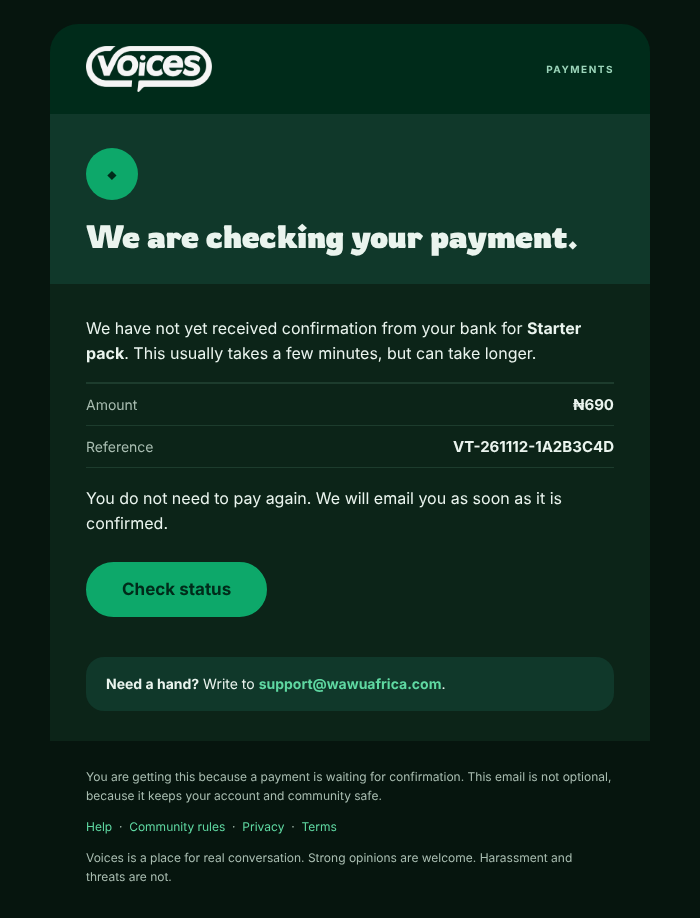 Voices
PAYMENTS
We are checking your payment.
We have not yet received confirmation from your bank for Starter
pack. This usually takes a few minutes, but can take longer.
Amount ₦690
Reference VT-261112-1A2B3C4D
You do not need to pay again. We will email you as soon as it is
confirmed.
Check status
Need a hand? Write to support@wawuafrica.com.
You are getting this because a payment is waiting for confirmation. This email is not optional,
because it keeps your account and community safe.
Help · Community rules · Privacy · Terms
Voices is a place for real conversation. Strong opinions are welcome. Harassment and
threats are not.